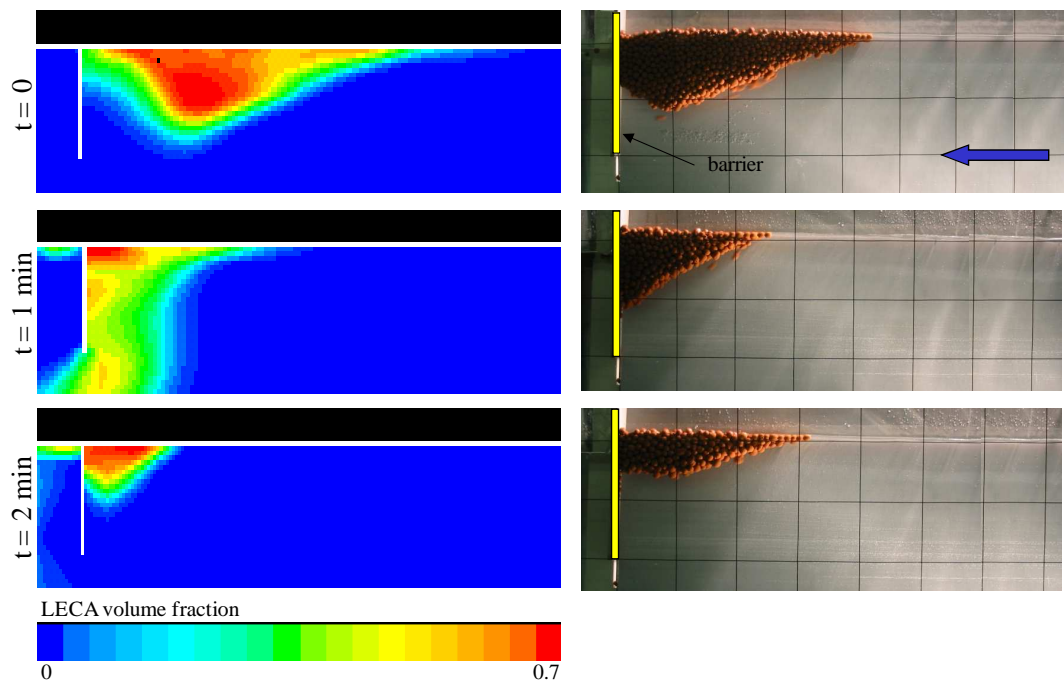 t = 0
barrier
t = 1 min
t = 2 min
LECA volume fraction
0
0.7